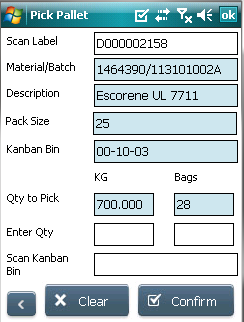 Pick Pallet ok
Scan Label D000002158
Material/Batch 1464390/113101002A
Description Escorene UL 7711
Pack Size 25
Kanban Bin 00-10-03
KG Bags
Qty to Pick 700.000 28
Enter Qty
Scan Kanban
Bin
< Clear Confirm